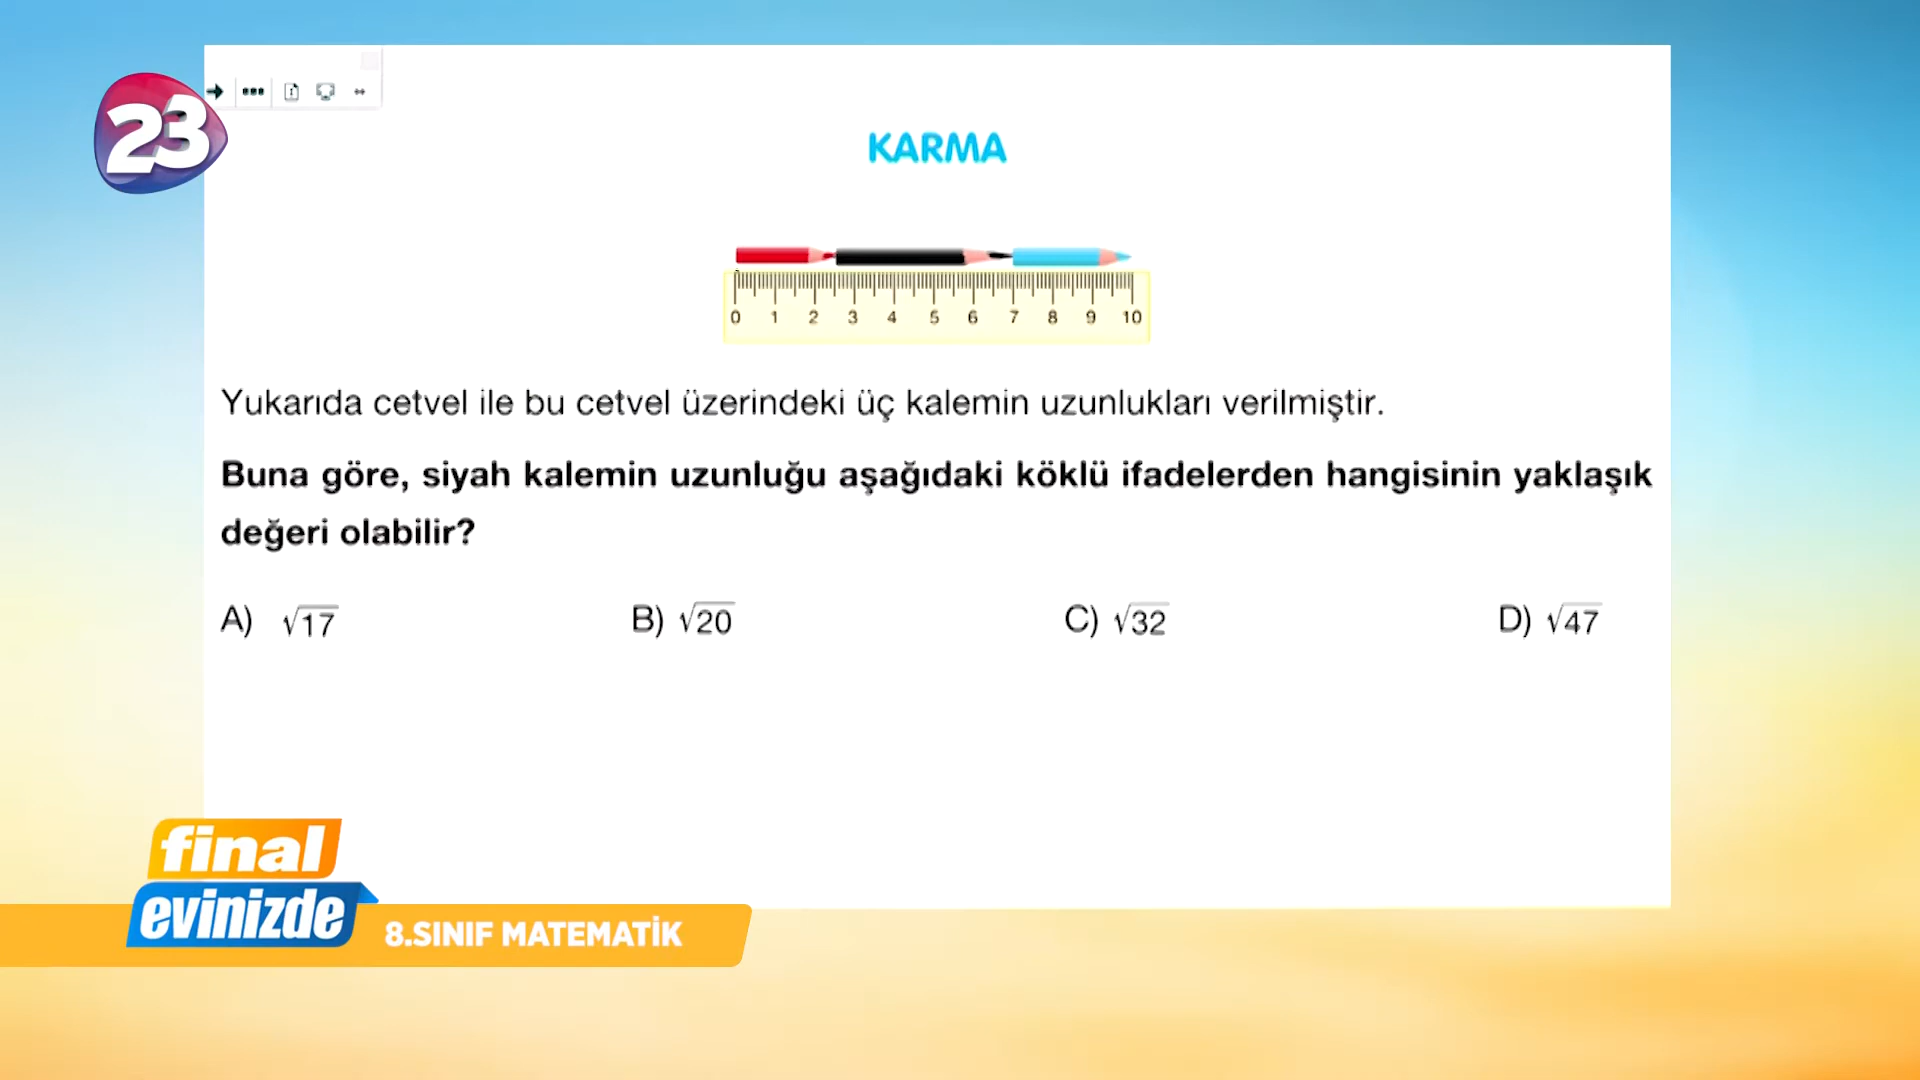 23
KARMA
0 1 2 3 4 5 6 7 8 9 10
Yukarıda cetvel ile bu cetvel üzerindeki üç kalemin uzunlukları verilmiştir.
Buna göre, siyah kalemin uzunluğu aşağıdaki köklü ifadelerden hangisinin yaklaşık
değeri olabilir?
A) √17 B) √20 C) √32 D) √47
final
evinizde
8.SINIF MATEMATİK